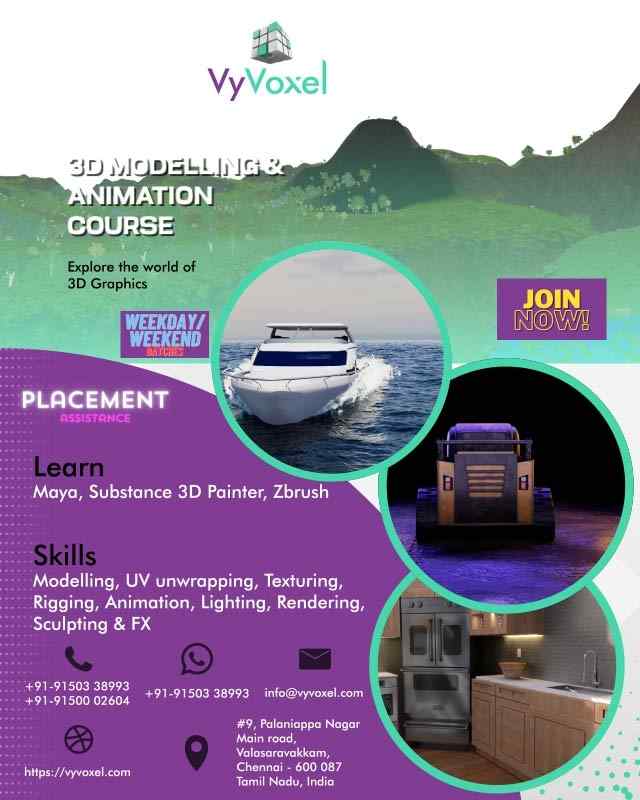 VyVoxel
3D MODELLING &
ANIMATION
COURSE
Explore the world of
3D Graphics
WEEKDAY/
WEEKEND
BATCHES
JOIN
NOW!
PLACEMENT
ASSISTANCE
Learn
Maya, Substance 3D Painter, Zbrush
Skills
Modelling, UV unwrapping, Texturing,
Rigging, Animation, Lighting, Rendering,
Sculpting & FX
+91-91503 38993
+91-91500 02604
+91-91503 38993
info@vyvoxel.com
https://vyvoxel.com
#9, Palaniappa Nagar
Main road,
Valasaravakkam,
Chennai - 600 087
Tamil Nadu, India